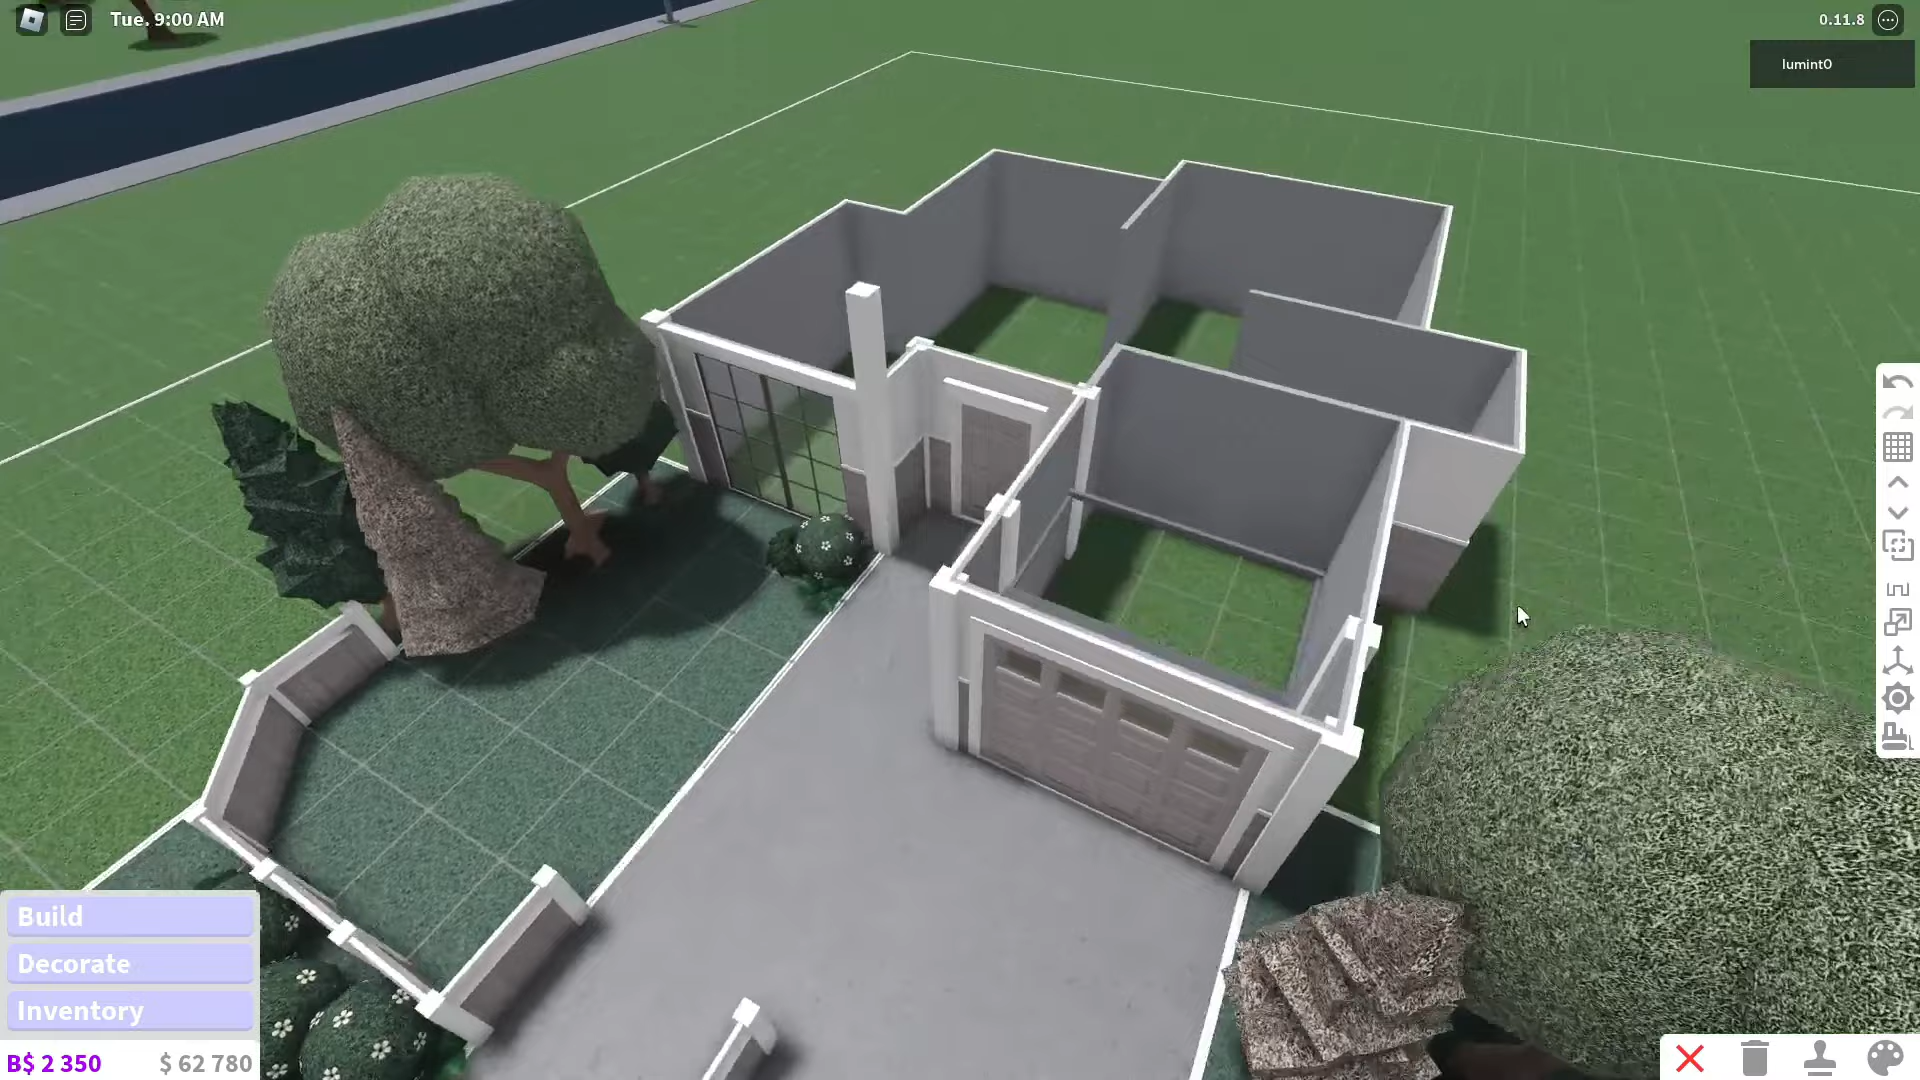 Tue. 9:00 AM
0.11.8
lumint0
Build
Decorate
Inventory
B$ 2 350
$ 62 780